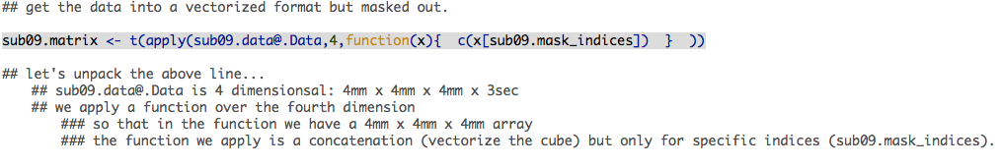 ## get the data into a vectorized format but masked out.
sub09.matrix <- t(apply(sub09.data@.Data,4,function(x){  c(x[sub09.mask_indices])  }  ))
## let's unpack the above line...
## sub09.data@.Data is 4 dimensionsal: 4mm x 4mm x 4mm x 3sec
## we apply a function over the fourth dimension
### so that in the function we have a 4mm x 4mm x 4mm array
### the function we apply is a concatenation (vectorize the cube) but only for specific indices (sub09.mask_indices).